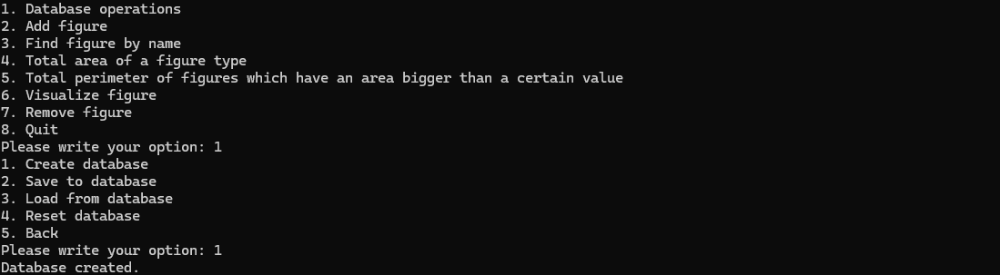 1. Database operations
2. Add figure
3. Find figure by name
4. Total area of a figure type
5. Total perimeter of figures which have an area bigger than a certain value
6. Visualize figure
7. Remove figure
8. Quit
Please write your option: 1
1. Create database
2. Save to database
3. Load from database
4. Reset database
5. Back
Please write your option: 1
Database created.